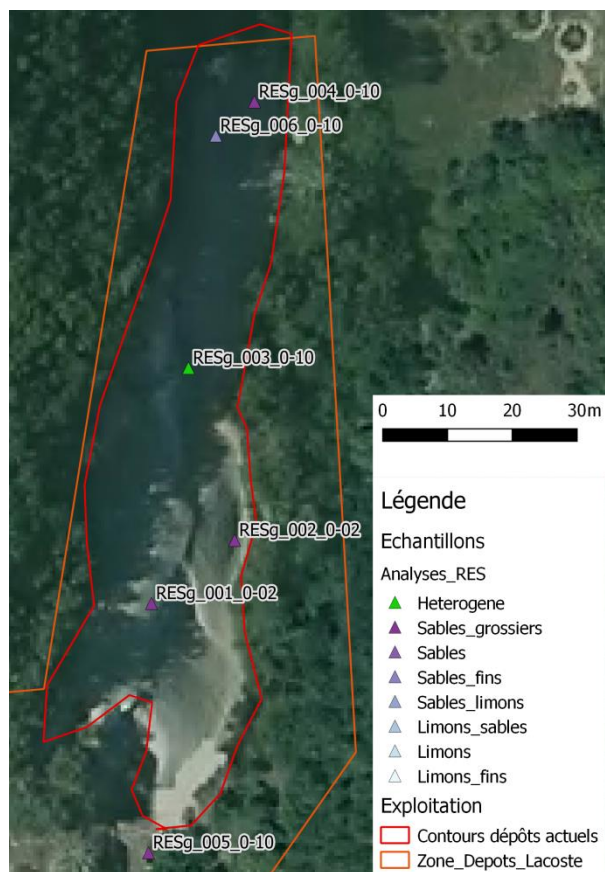 RESg_004_0-10
RESg_006_0-10
RESg_003_0-10
RESg_002_0-02
RESg_001_0-02
RESg_005_0-10
0 10 20 30m
Légende
Echantillons
Analyses_RES
Heterogene
Sables_grossiers
Sables
Sables_fins
Sables_limons
Limons_sables
Limons
Limons_fins
Exploitation
Contours dépôts actuels
Zone_Depots_Lacoste